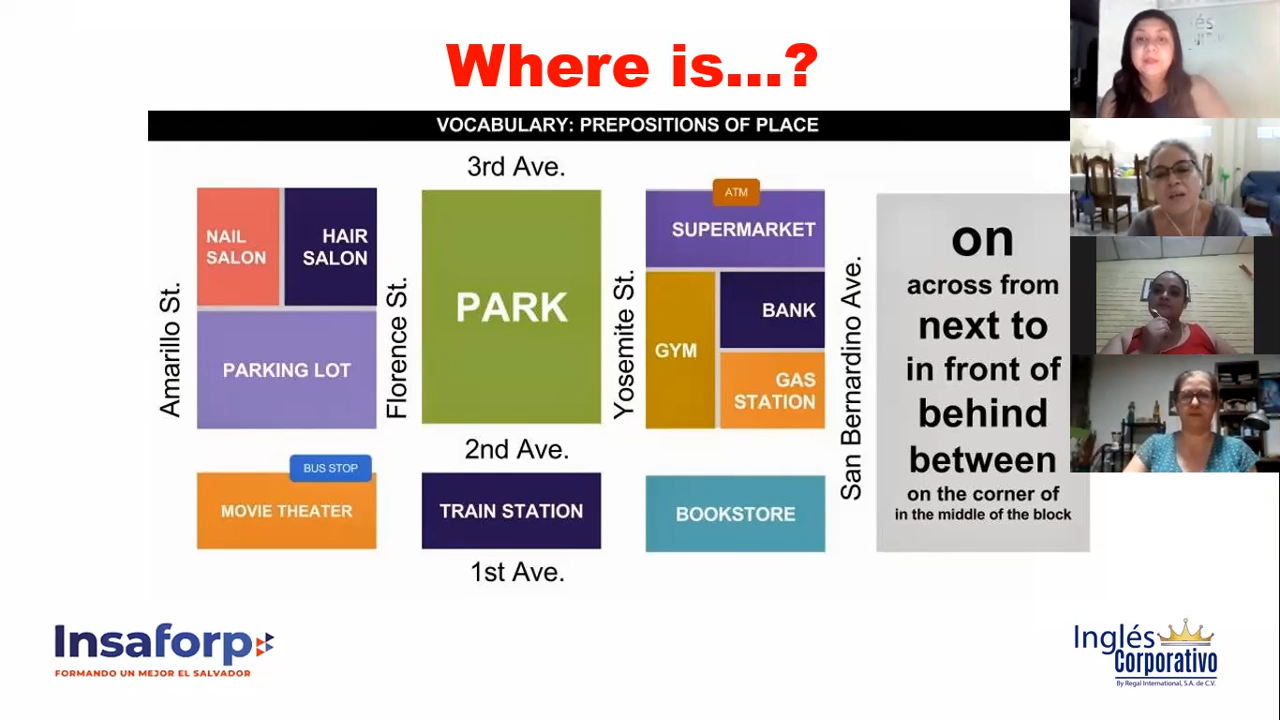 Where is...?
VOCABULARY: PREPOSITIONS OF PLACE
3rd Ave.
Amarillo St.
NAIL
SALON
HAIR
SALON
PARKING LOT
Florence St.
PARK
Yosemite St.
ATM
SUPERMARKET
GYM
BANK
GAS
STATION
San Bernardino Ave.
2nd Ave.
BUS STOP
MOVIE THEATER
TRAIN STATION
BOOKSTORE
1st Ave.
on
across from
next to
in front of
behind
between
on the corner of
in the middle of the block
Insaforp
FORMANDO UN MEJOR EL SALVADOR
Inglés
Corporativo
By Regal International, S.A. de C.V.